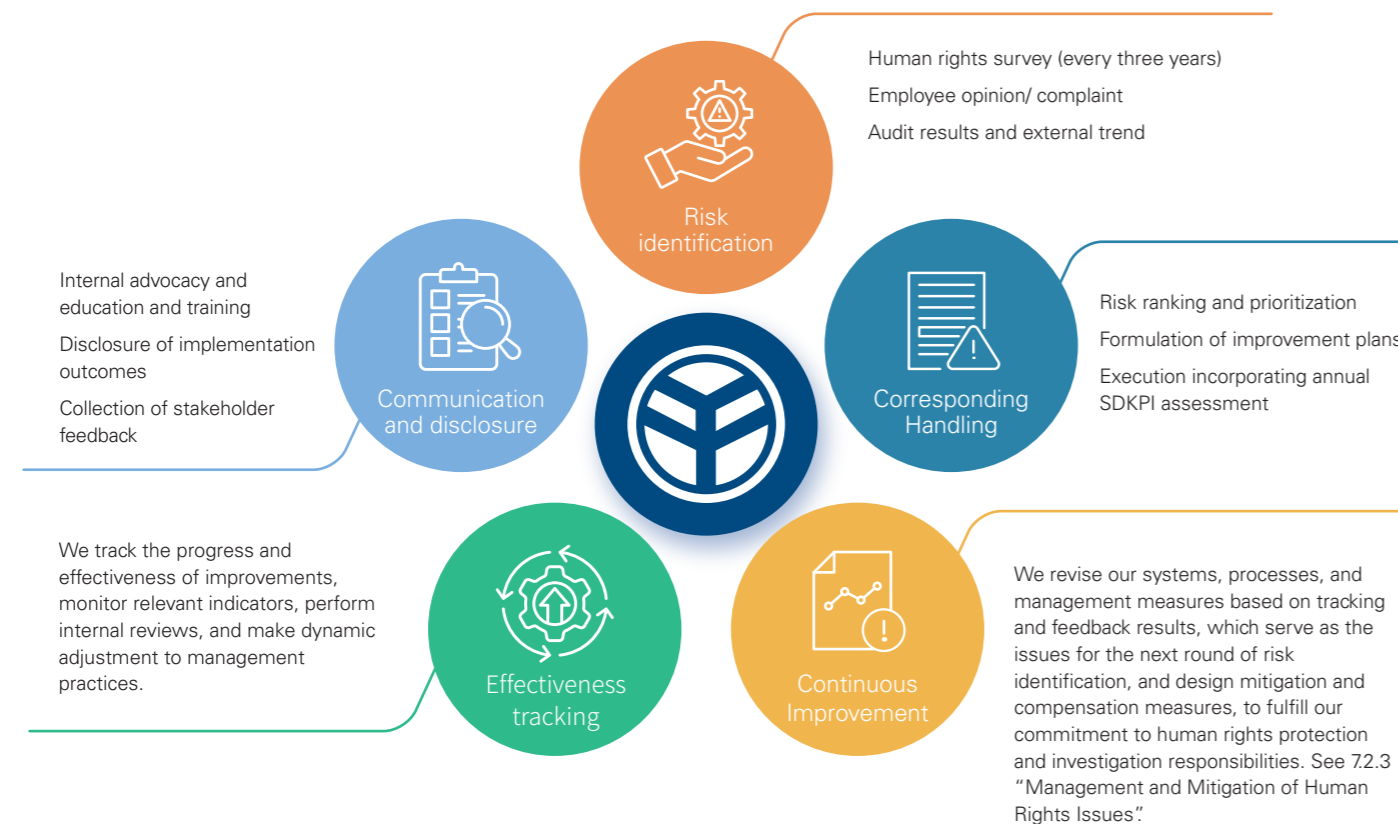 Human rights survey (every three years)
Employee opinion/ complaint
Audit results and external trend
Risk
identification
Internal advocacy and
education and training
Disclosure of implementation
outcomes
Collection of stakeholder
feedback
Communication
and disclosure
Corresponding
Handling
Risk ranking and prioritization
Formulation of improvement plans
Execution incorporating annual
SDKPI assessment
We track the progress and
effectiveness of improvements,
monitor relevant indicators, perform
internal reviews, and make dynamic
adjustment to management
practices.
Effectiveness
tracking
Continuous
Improvement
We revise our systems, processes, and
management measures based on tracking
and feedback results, which serve as the
issues for the next round of risk
identification, and design mitigation and
compensation measures, to fulfill our
commitment to human rights protection
and investigation responsibilities. See 7.2.3
“Management and Mitigation of Human
Rights Issues”.